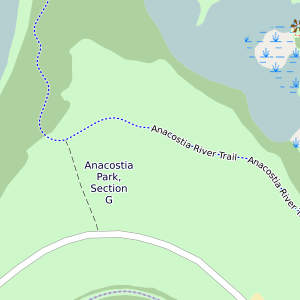 Anacostia River Trail
Anacostia River T
Anacostia
Park,
Section
G